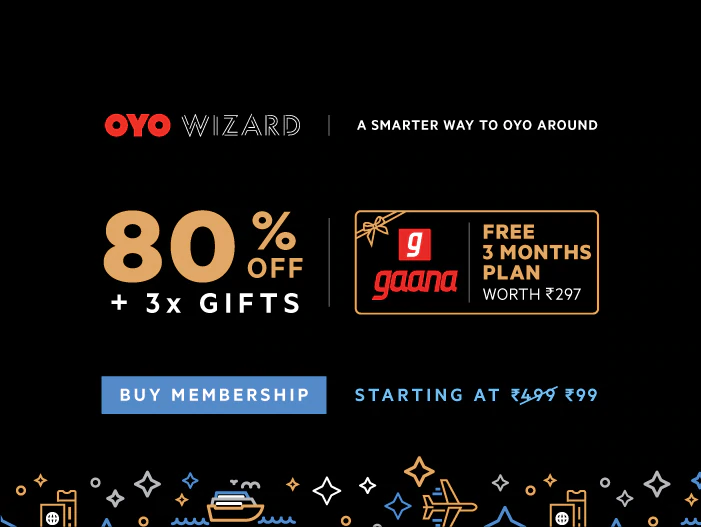 OYO WIZARD
A SMARTER WAY TO OYO AROUND
80% OFF
+ 3x GIFTS
g
gaana
FREE
3 MONTHS
PLAN
WORTH ₹297
BUY MEMBERSHIP
STARTING AT ₹499 ₹99